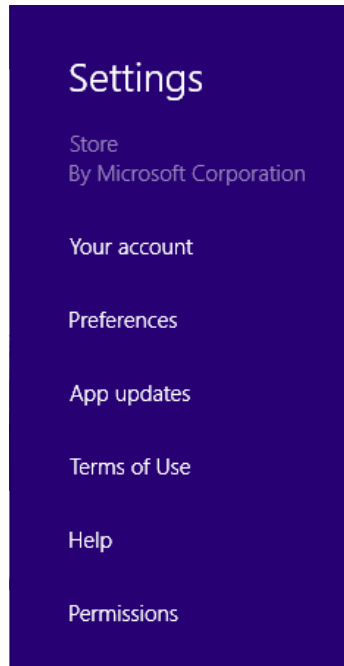 Settings
Store
By Microsoft Corporation
Your account
Preferences
App updates
Terms of Use
Help
Permissions